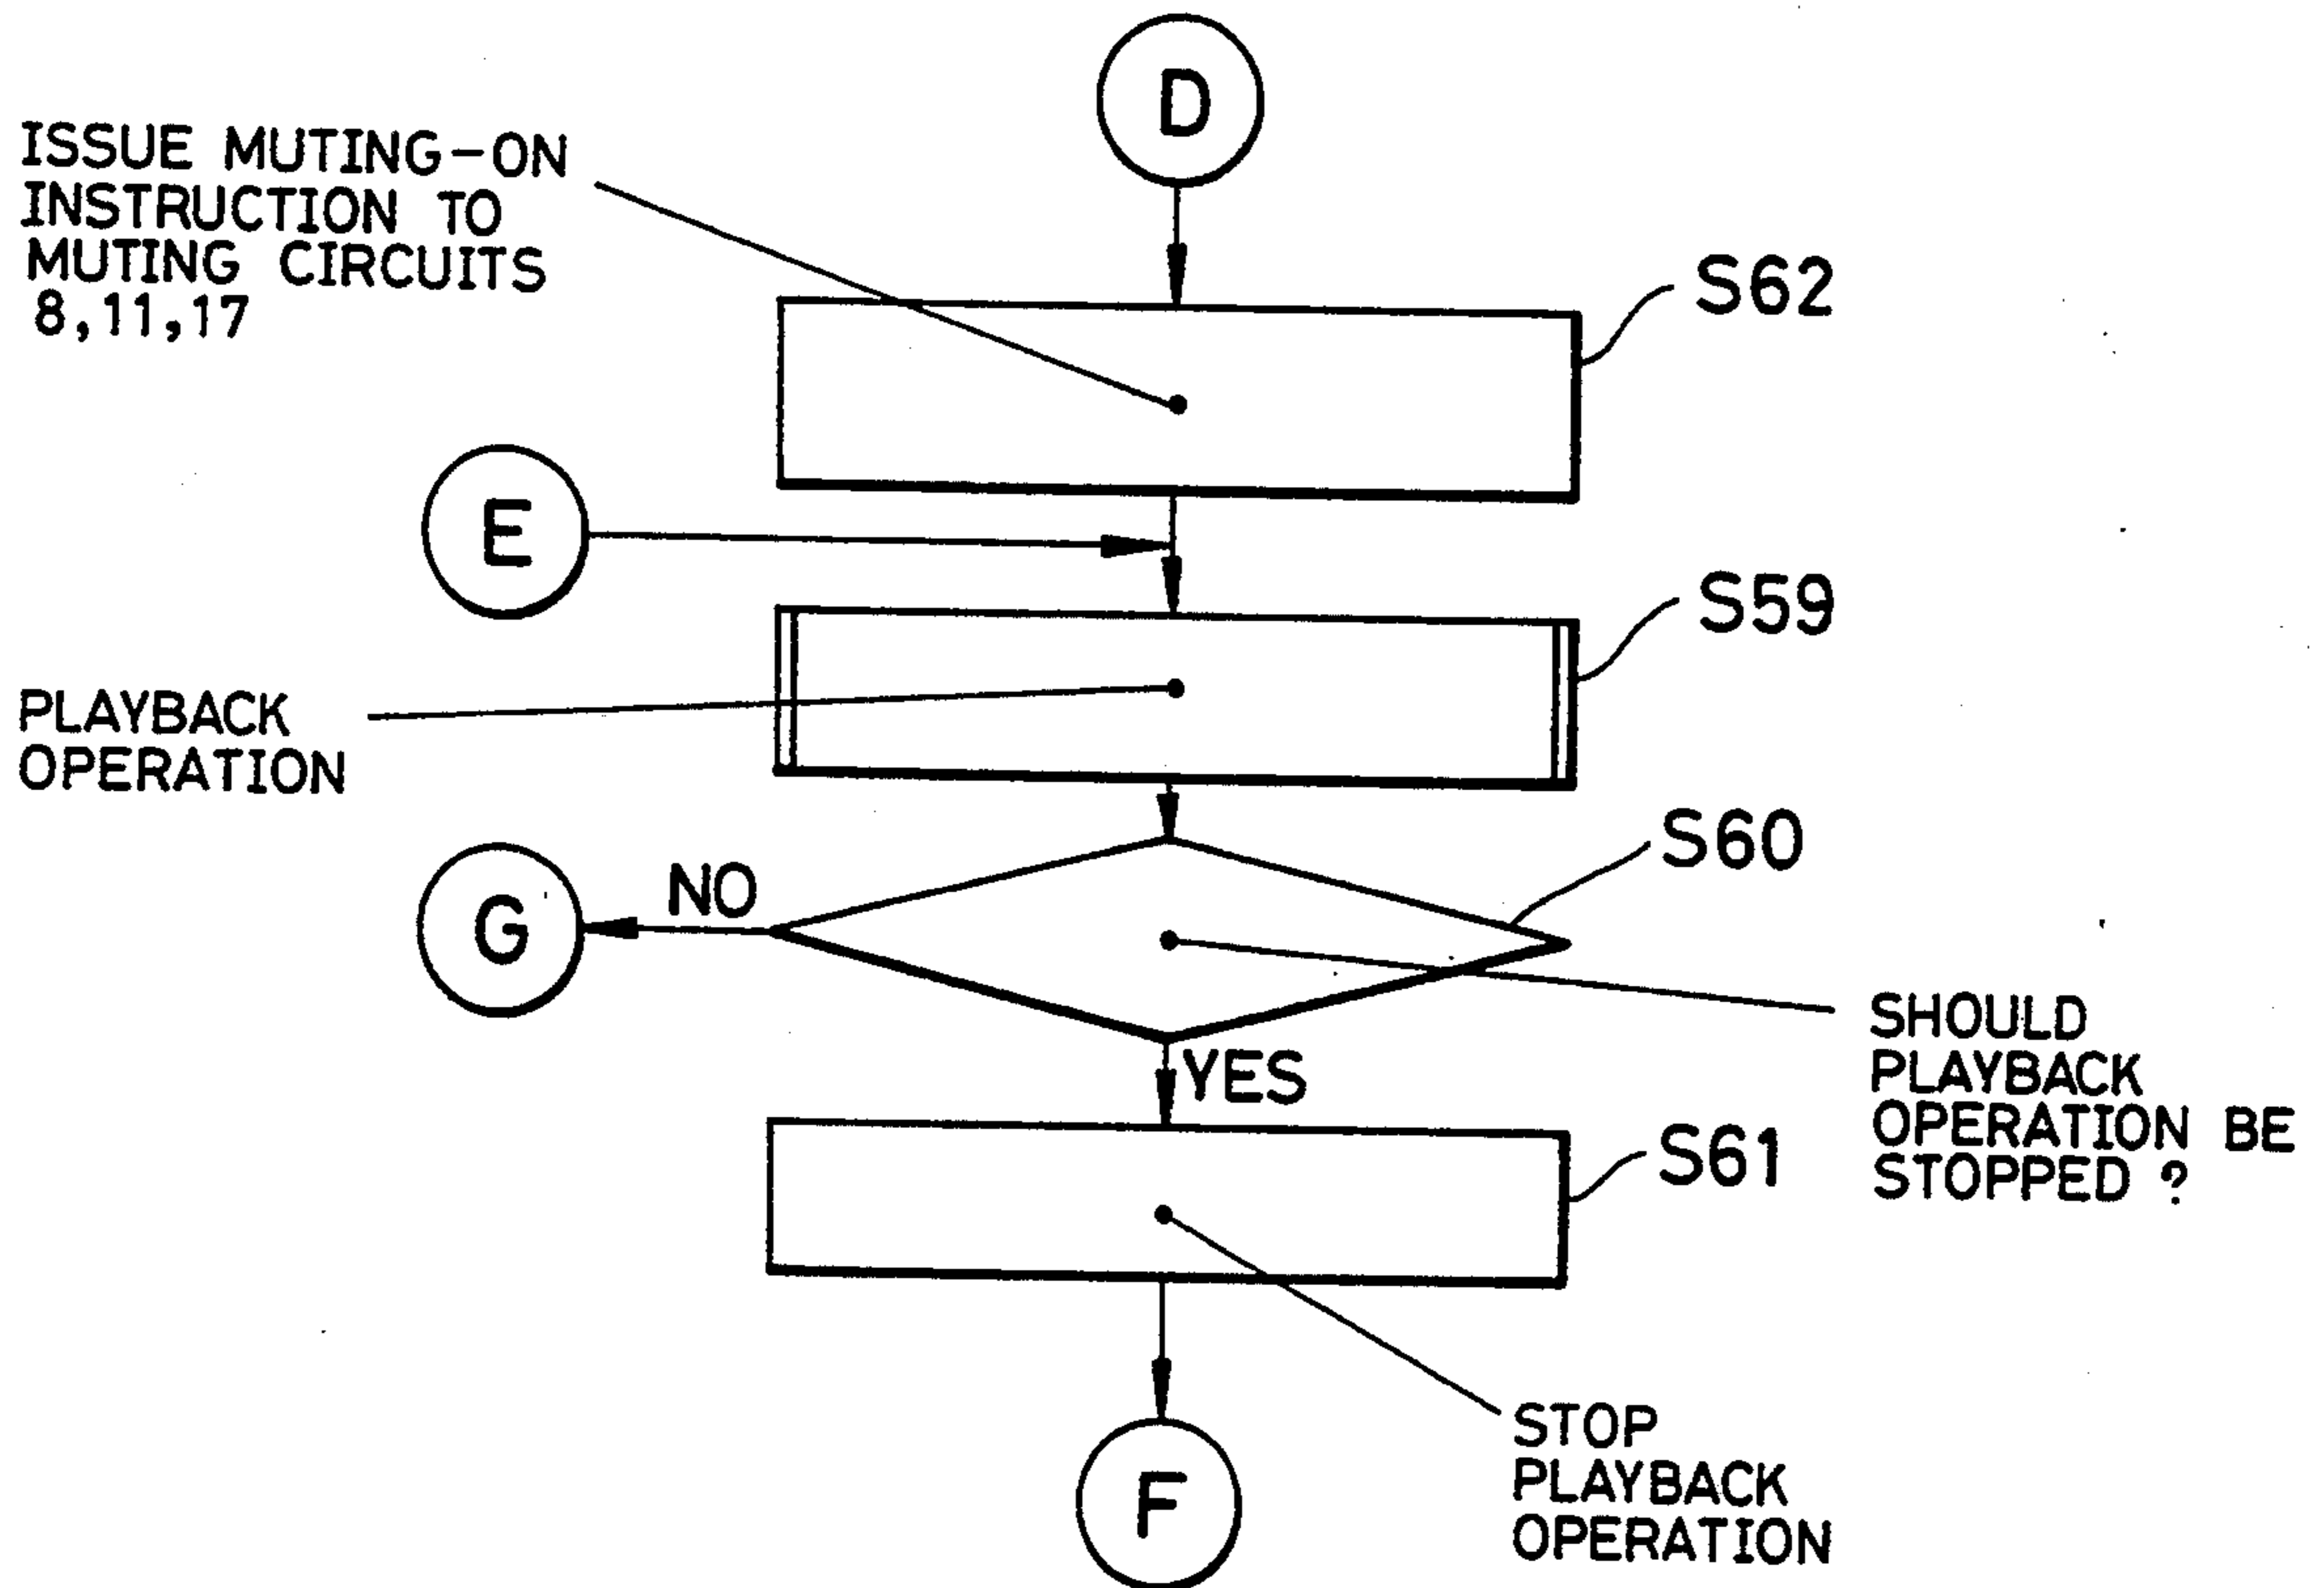 D
ISSUE MUTING-ON
INSTRUCTION TO
MUTING CIRCUITS
8,11,17
S62
E
S59
PLAYBACK
OPERATION
S60
NO
G
SHOULD
PLAYBACK
OPERATION BE
STOPPED ?
YES
S61
STOP
PLAYBACK
OPERATION
F